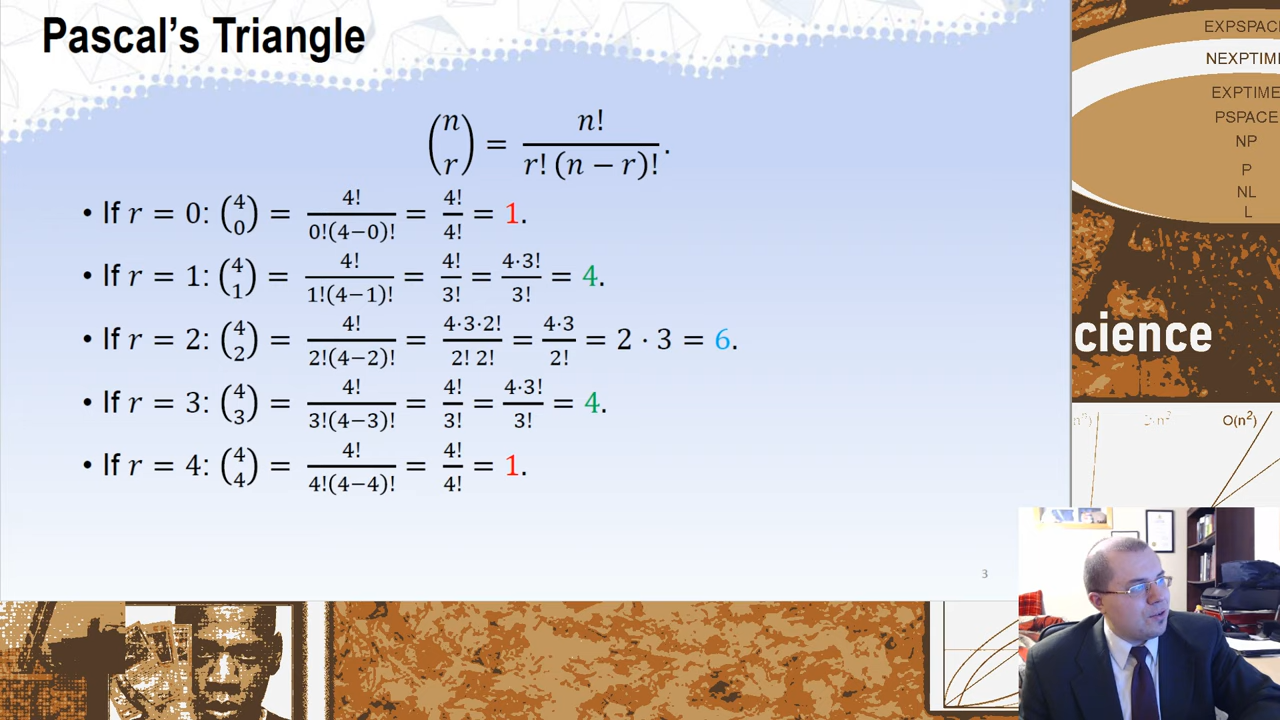 Pascal's Triangle
(n r) = n! / r! (n − r)!.
• If r = 0: (4 0) = 4! / 0!(4−0)! = 4! / 4! = 1.
• If r = 1: (4 1) = 4! / 1!(4−1)! = 4! / 3! = 4·3! / 3! = 4.
• If r = 2: (4 2) = 4! / 2!(4−2)! = 4·3·2! / 2! 2! = 4·3 / 2! = 2 · 3 = 6.
• If r = 3: (4 3) = 4! / 3!(4−3)! = 4! / 3! = 4·3! / 3! = 4.
• If r = 4: (4 4) = 4! / 4!(4−4)! = 4! / 4! = 1.
3
EXPSPAC
NEXPTIM
EXPTIME
PSPACE
NP
P
NL
L
cience
O(n²)